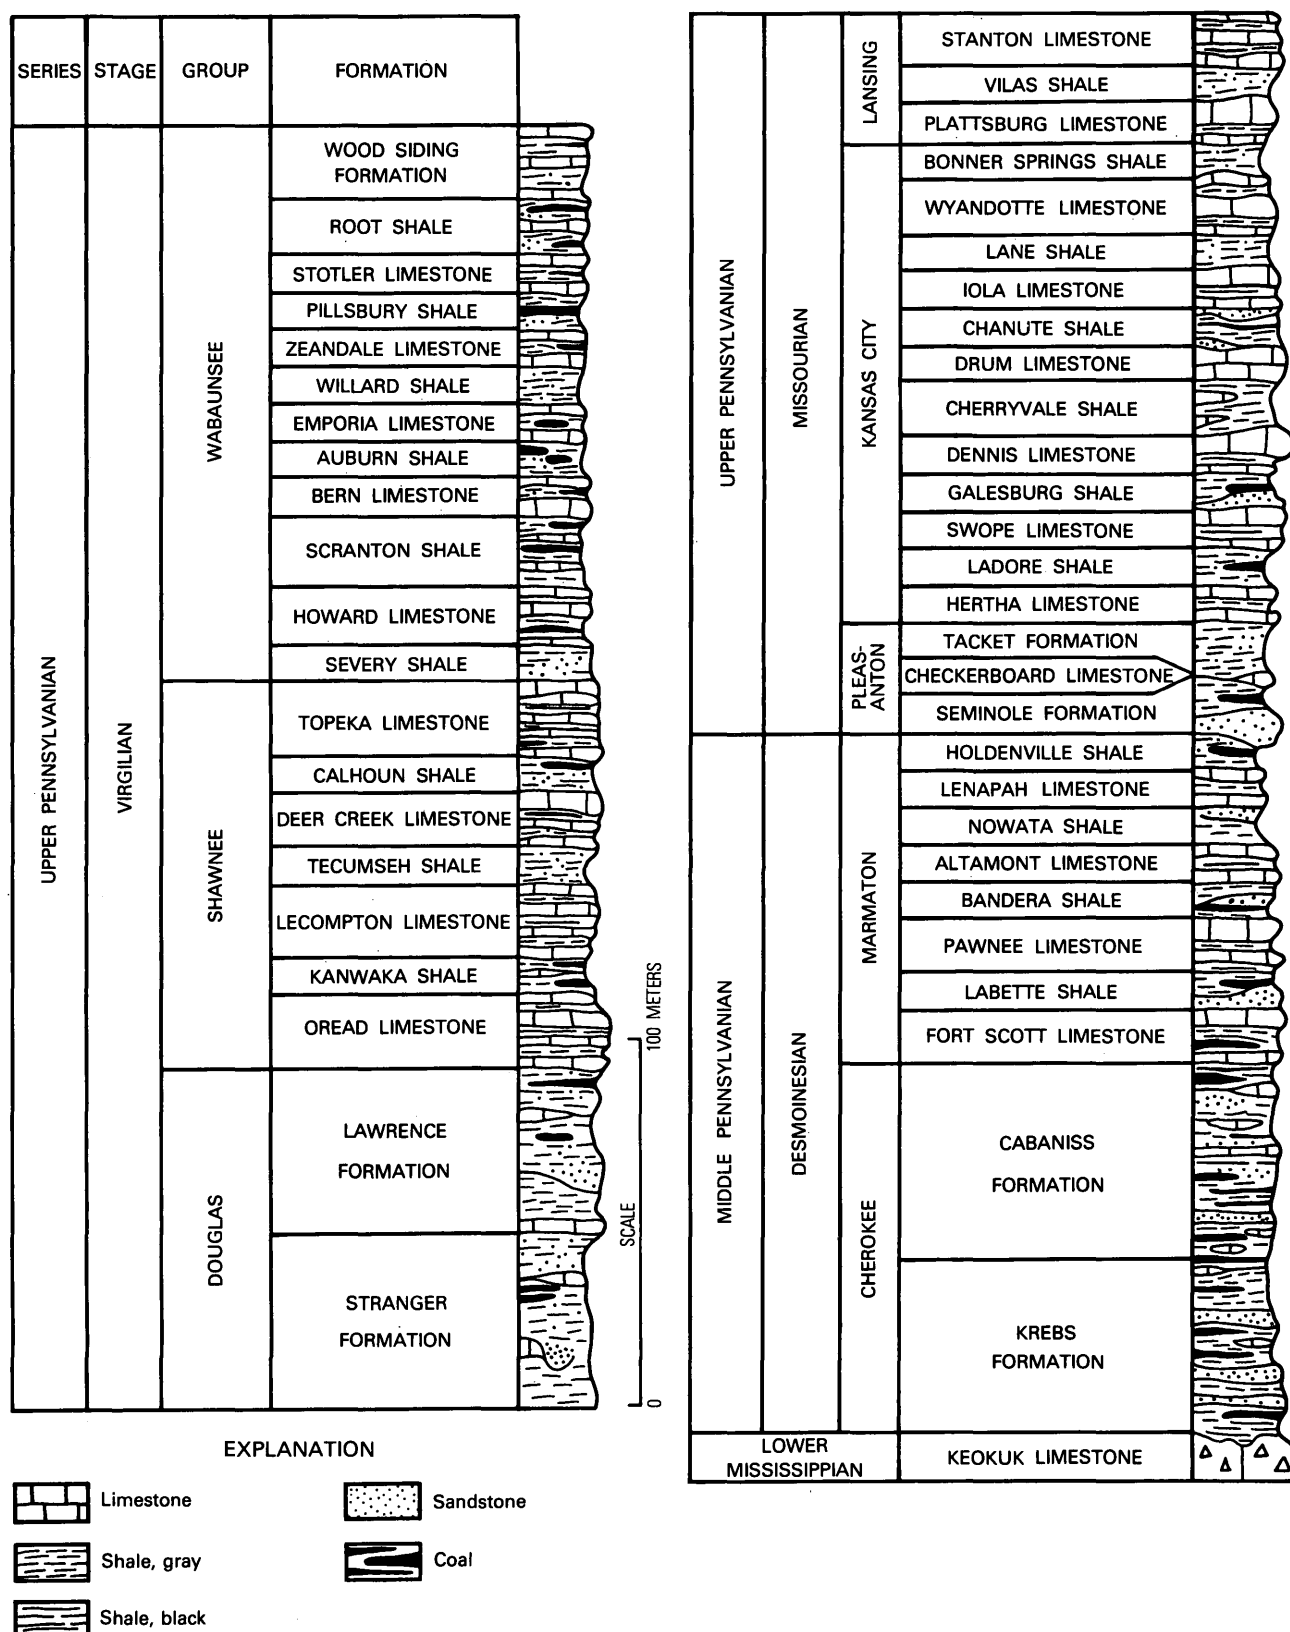 SERIES STAGE GROUP FORMATION
UPPER PENNSYLVANIAN
VIRGILIAN
WABAUNSEE
WOOD SIDING
FORMATION
ROOT SHALE
STOTLER LIMESTONE
PILLSBURY SHALE
ZEANDALE LIMESTONE
WILLARD SHALE
EMPORIA LIMESTONE
AUBURN SHALE
BERN LIMESTONE
SCRANTON SHALE
HOWARD LIMESTONE
SEVERY SHALE
SHAWNEE
TOPEKA LIMESTONE
CALHOUN SHALE
DEER CREEK LIMESTONE
TECUMSEH SHALE
LECOMPTON LIMESTONE
KANWAKA SHALE
OREAD LIMESTONE
DOUGLAS
LAWRENCE
FORMATION
STRANGER
FORMATION
100 METERS
SCALE
0
EXPLANATION
Limestone
Shale, gray
Shale, black
Sandstone
Coal
UPPER PENNSYLVANIAN
MISSOURIAN
LANSING
STANTON LIMESTONE
VILAS SHALE
PLATTSBURG LIMESTONE
KANSAS CITY
BONNER SPRINGS SHALE
WYANDOTTE LIMESTONE
LANE SHALE
IOLA LIMESTONE
CHANUTE SHALE
DRUM LIMESTONE
CHERRYVALE SHALE
DENNIS LIMESTONE
GALESBURG SHALE
SWOPE LIMESTONE
LADORE SHALE
HERTHA LIMESTONE
PLEAS-
ANTON
TACKET FORMATION
CHECKERBOARD LIMESTONE
SEMINOLE FORMATION
MIDDLE PENNSYLVANIAN
DESMOINESIAN
MARMATON
HOLDENVILLE SHALE
LENAPAH LIMESTONE
NOWATA SHALE
ALTAMONT LIMESTONE
BANDERA SHALE
PAWNEE LIMESTONE
LABETTE SHALE
FORT SCOTT LIMESTONE
CHEROKEE
CABANISS
FORMATION
KREBS
FORMATION
LOWER
MISSISSIPPIAN
KEOKUK LIMESTONE